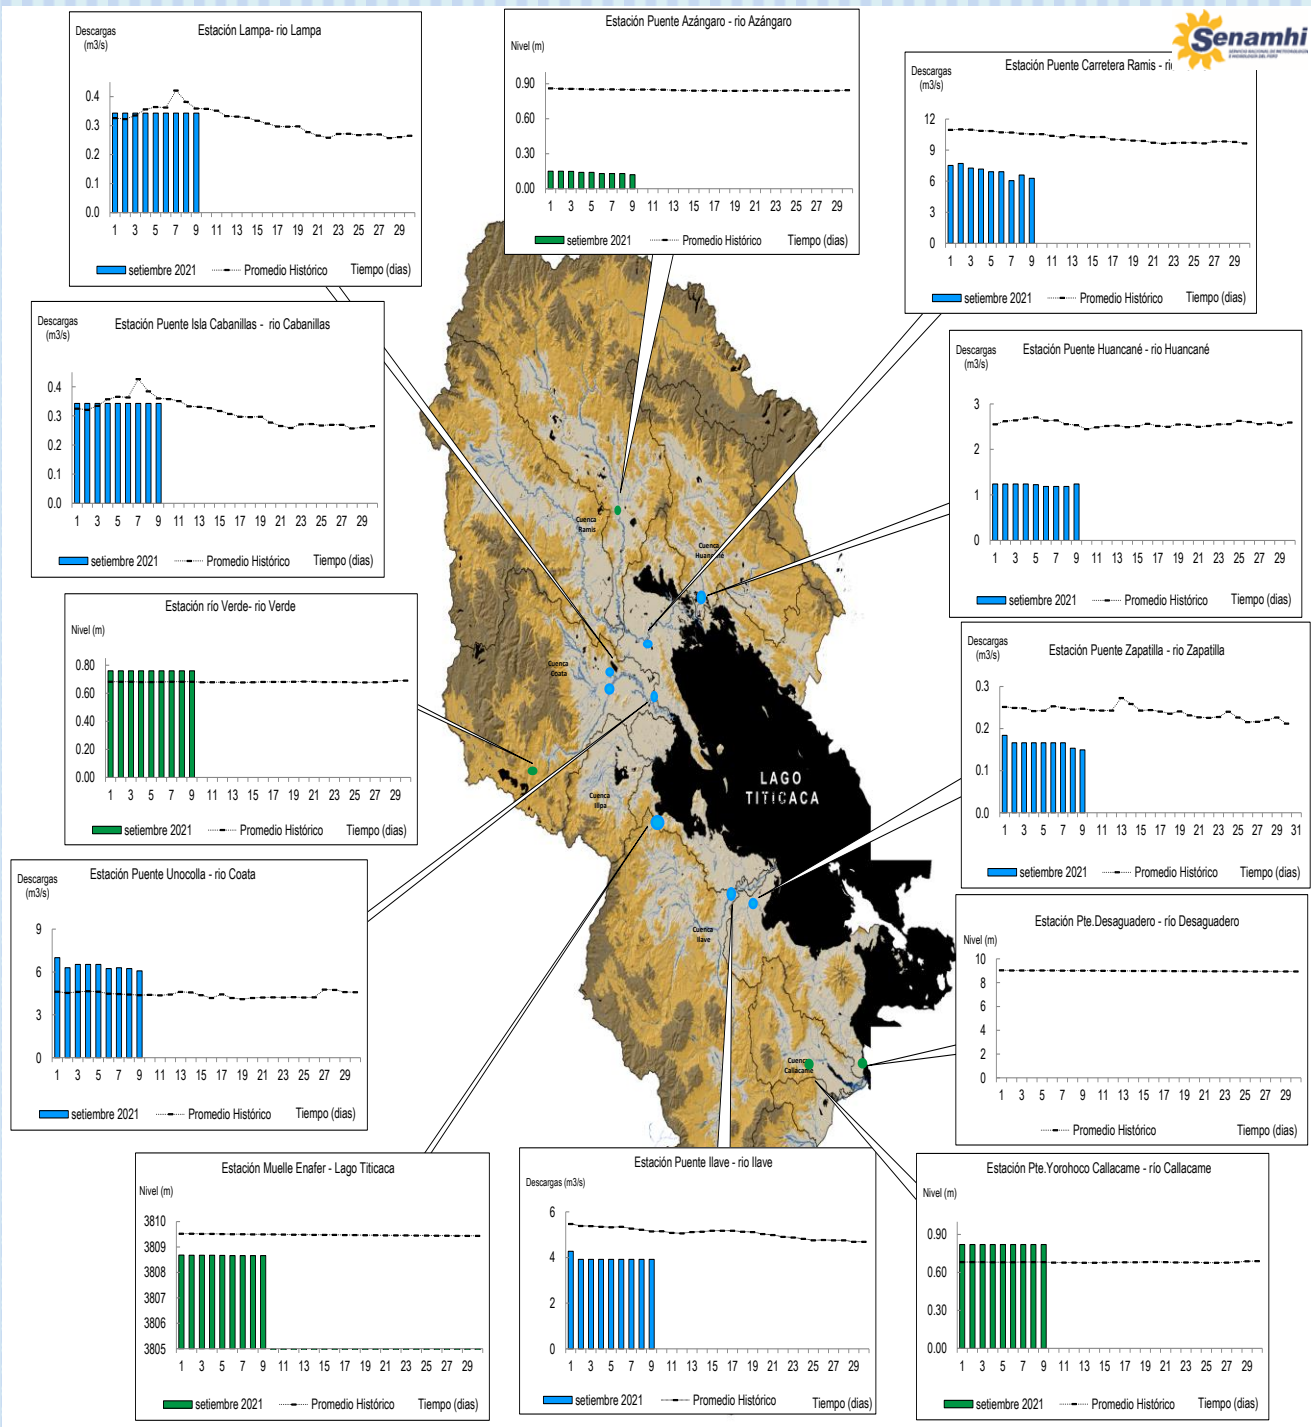 Senamhi
Descargas
(m3/s)
Estación Lampa- rio Lampa
0.4
0.3
0.2
0.1
0.0
1 3 5 7 9 11 13 15 17 19 21 23 25 27 29
setiembre 2021 Promedio Histórico Tiempo (dias)
Estación Puente Azángaro - rio Azángaro
Nivel (m)
0.90
0.60
0.30
0.00
1 3 5 7 9 11 13 15 17 19 21 23 25 27 29
setiembre 2021 Promedio Histórico Tiempo (dias)
Descargas
(m3/s)
Estación Puente Carretera Ramis -
12
9
6
3
0
1 3 5 7 9 11 13 15 17 19 21 23 25 27 29
setiembre 2021 Promedio Histórico Tiempo (dias)
Descargas
(m3/s)
Estación Puente Isla Cabanillas - rio Cabanillas
0.4
0.3
0.2
0.1
0.0
1 3 5 7 9 11 13 15 17 19 21 23 25 27 29
setiembre 2021 Promedio Histórico Tiempo (dias)
Descargas
(m3/s)
Estación Puente Huancané - rio Huancané
3
2
1
0
1 3 5 7 9 11 13 15 17 19 21 23 25 27 29
setiembre 2021 Promedio Histórico Tiempo (dias)
Estación río Verde- rio Verde
Nivel (m)
0.80
0.60
0.40
0.20
0.00
1 3 5 7 9 11 13 15 17 19 21 23 25 27 29
setiembre 2021 Promedio Histórico Tiempo (dias)
Descargas
(m3/s)
Estación Puente Zapatilla - rio Zapatilla
0.3
0.2
0.1
0.0
1 3 5 7 9 11 13 15 17 19 21 23 25 27 29 31
setiembre 2021 Promedio Histórico Tiempo (dias)
Cuenca
Ramis
Cuenca
Huancané
Cuenca
Coata
Cuenca
Illpa
LAGO
TITICACA
Cuenca
Ilave
Cuenca
Callacame
Descargas
(m3/s)
Estación Puente Unocolla - rio Coata
9
6
3
0
1 3 5 7 9 11 13 15 17 19 21 23 25 27 29
setiembre 2021 Promedio Histórico Tiempo (dias)
Estación Pte.Desaguadero - río Desaguadero
Nivel (m)
10
8
6
4
2
0
1 3 5 7 9 11 13 15 17 19 21 23 25 27 29
Promedio Histórico Tiempo (dias)
Estación Muelle Enafer - Lago Titicaca
Nivel (m)
3810
3809
3808
3807
3806
3805
1 3 5 7 9 11 13 15 17 19 21 23 25 27 29
setiembre 2021 Promedio Histórico Tiempo (dias)
Estación Puente Ilave - rio Ilave
Descargas (m3/s)
6
4
2
0
1 3 5 7 9 11 13 15 17 19 21 23 25 27 29
setiembre 2021 Promedio Histórico Tiempo (dias)
Estación Pte.Yorohoco Callacame - río Callacame
Nivel (m)
0.90
0.60
0.30
0.00
1 3 5 7 9 11 13 15 17 19 21 23 25 27 29
setiembre 2021 Promedio Histórico Tiempo (dias)